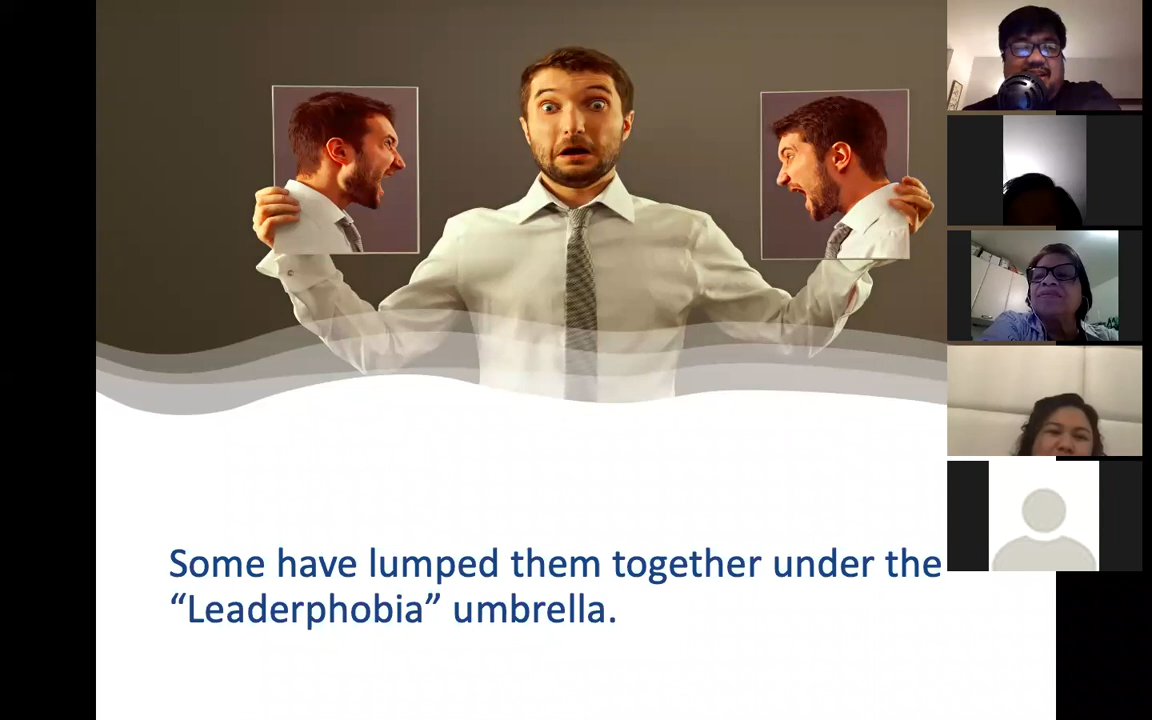 Some have lumped them together under the
“Leaderphobia” umbrella.